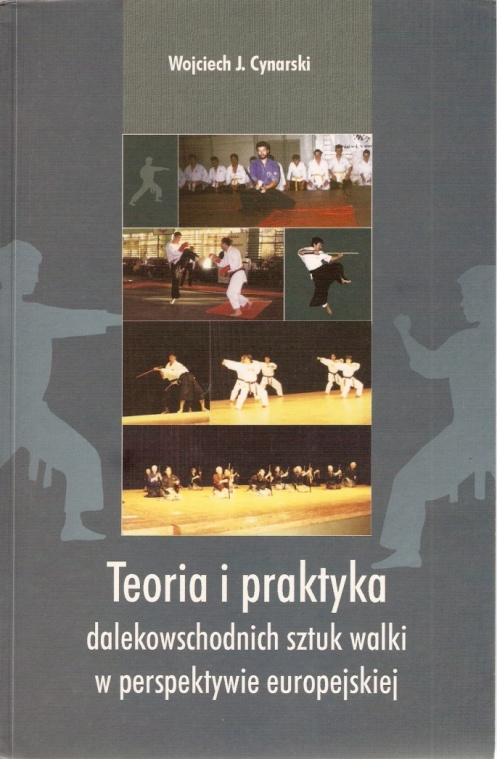 Wojciech J. Cynarski
Teoria i praktyka
dalekowschodnich sztuk walki
w perspektywie europejskiej